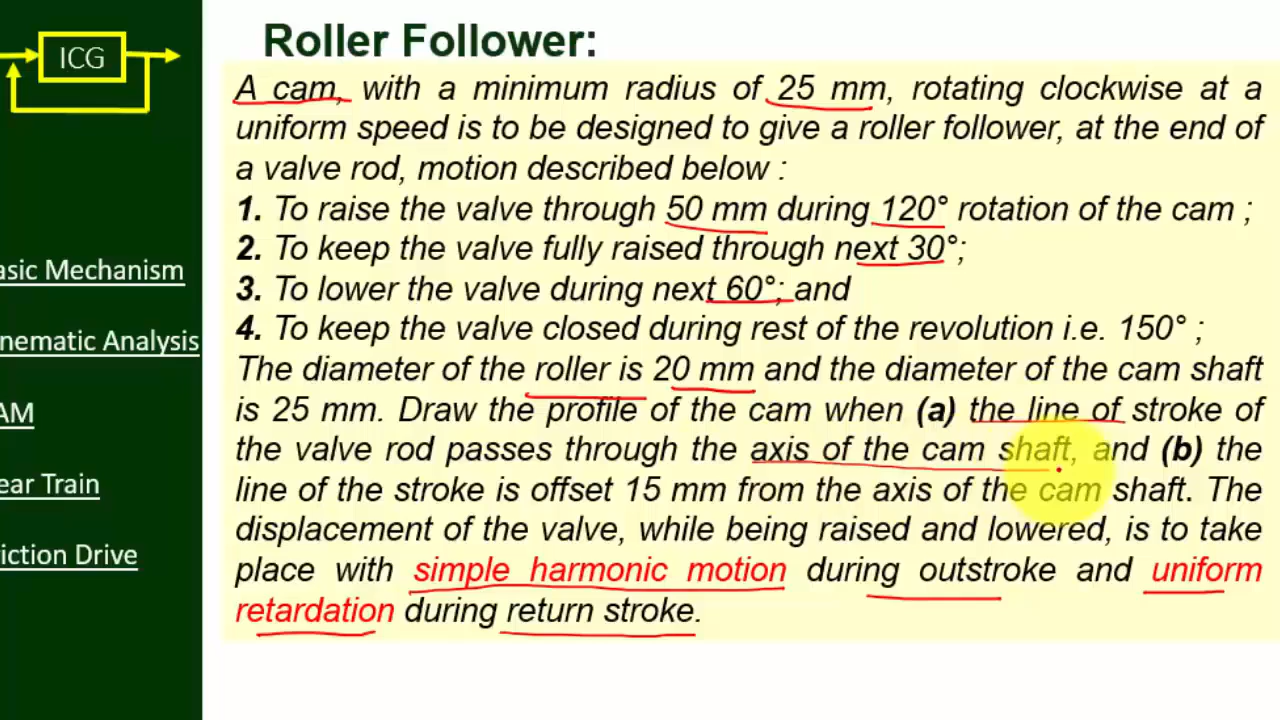 Roller Follower:
ICG
A cam, with a minimum radius of 25 mm, rotating clockwise at a
uniform speed is to be designed to give a roller follower, at the end of
a valve rod, motion described below :
1. To raise the valve through 50 mm during 120° rotation of the cam ;
2. To keep the valve fully raised through next 30°;
3. To lower the valve during next 60°; and
4. To keep the valve closed during rest of the revolution i.e. 150° ;
The diameter of the roller is 20 mm and the diameter of the cam shaft
is 25 mm. Draw the profile of the cam when (a) the line of stroke of
the valve rod passes through the axis of the cam shaft, and (b) the
line of the stroke is offset 15 mm from the axis of the cam shaft. The
displacement of the valve, while being raised and lowered, is to take
place with simple harmonic motion during outstroke and uniform
retardation during return stroke.
asic Mechanism
nematic Analysis
AM
ear Train
iction Drive